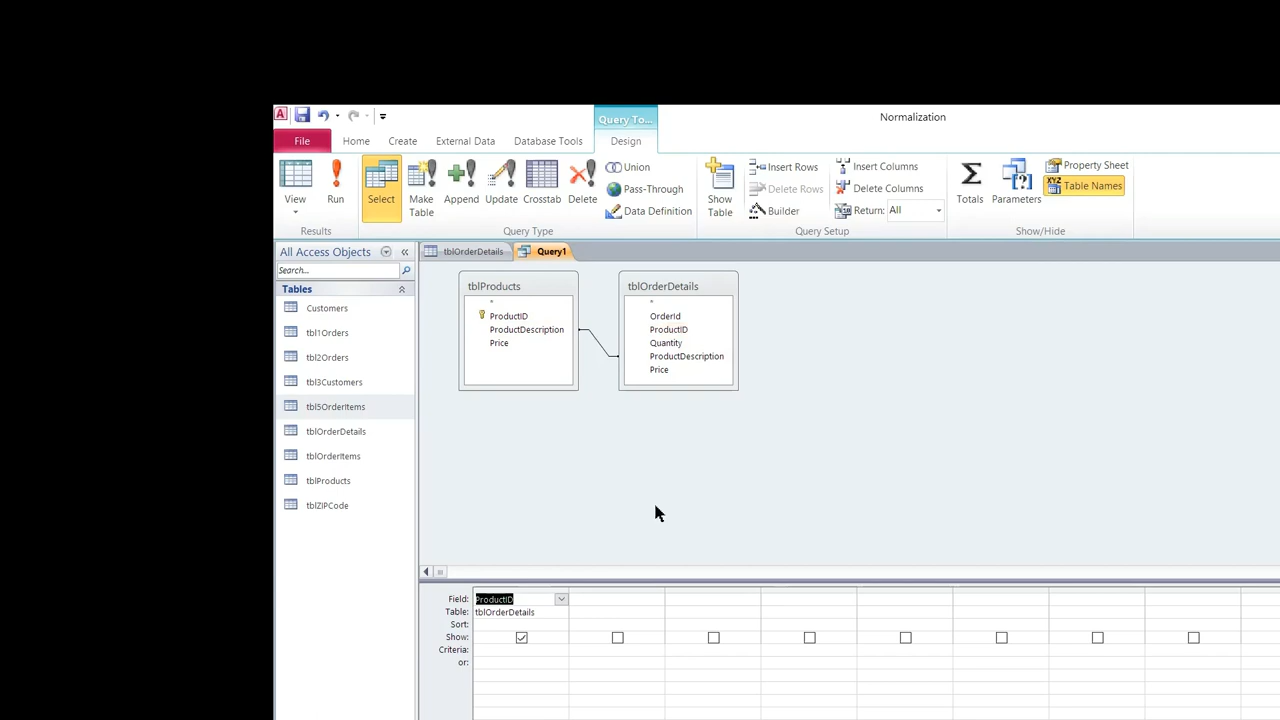 A
Query To...
Normalization
File
Home
Create
External Data
Database Tools
Design
View
Run
Select
Make
Table
Append
Update
Crosstab
Delete
Union
Pass-Through
Data Definition
Show
Table
Insert Rows
Delete Rows
Builder
Insert Columns
Delete Columns
Return: All
Totals
Parameters
Property Sheet
XYZ Table Names
Results
Query Type
Query Setup
Show/Hide
All Access Objects
Search...
Tables
Customers
tbl1Orders
tbl2Orders
tbl3Customers
tbl5OrderItems
tblOrderDetails
tblOrderItems
tblProducts
tblZIPCode
tblOrderDetails
Query1
tblProducts
*
ProductID
ProductDescription
Price
tblOrderDetails
*
OrderId
ProductID
Quantity
ProductDescription
Price
Field: ProductID
Table: tblOrderDetails
Sort:
Show:
Criteria:
or: